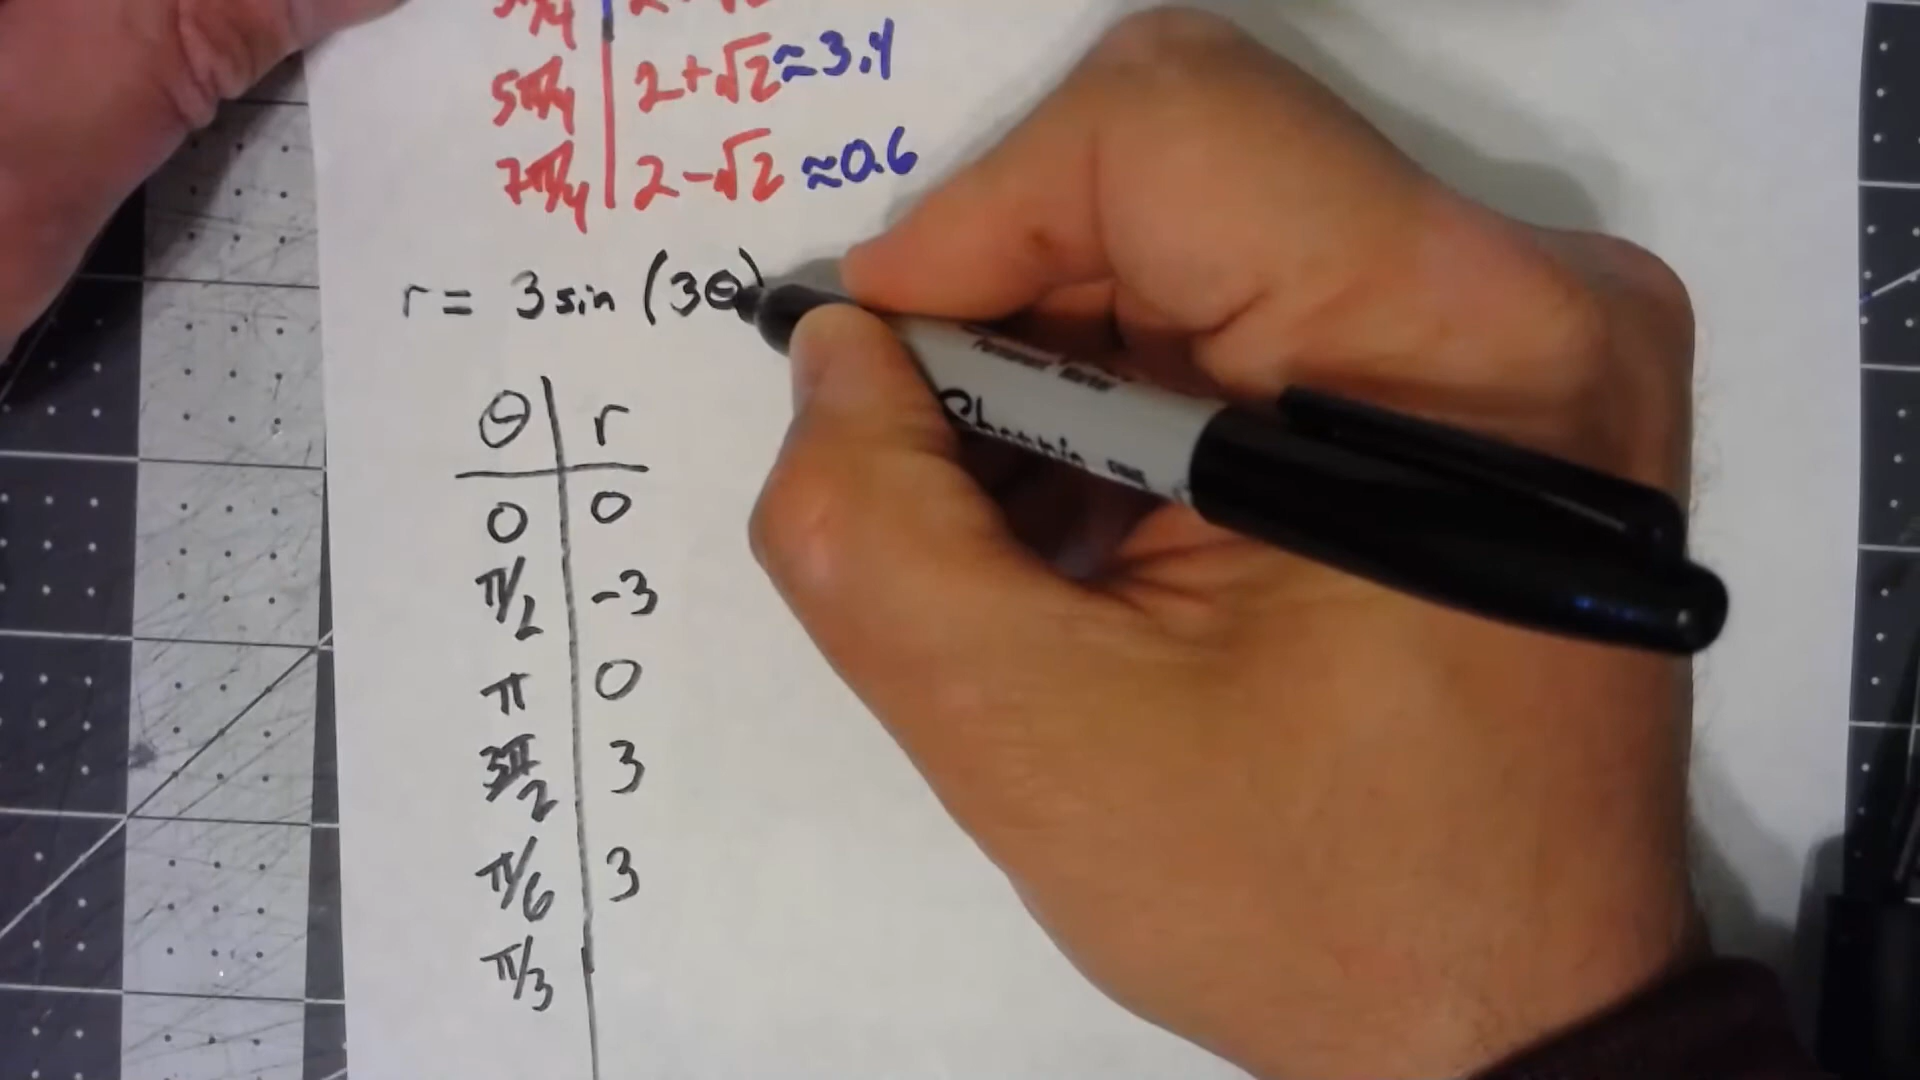 5π/4 2+√2 ≈3.4
7π/4 2-√2 ≈0.6
r = 3 sin (3θ)
θ r
0 0
π/2 -3
π 0
3π/2 3
π/6 3
π/3